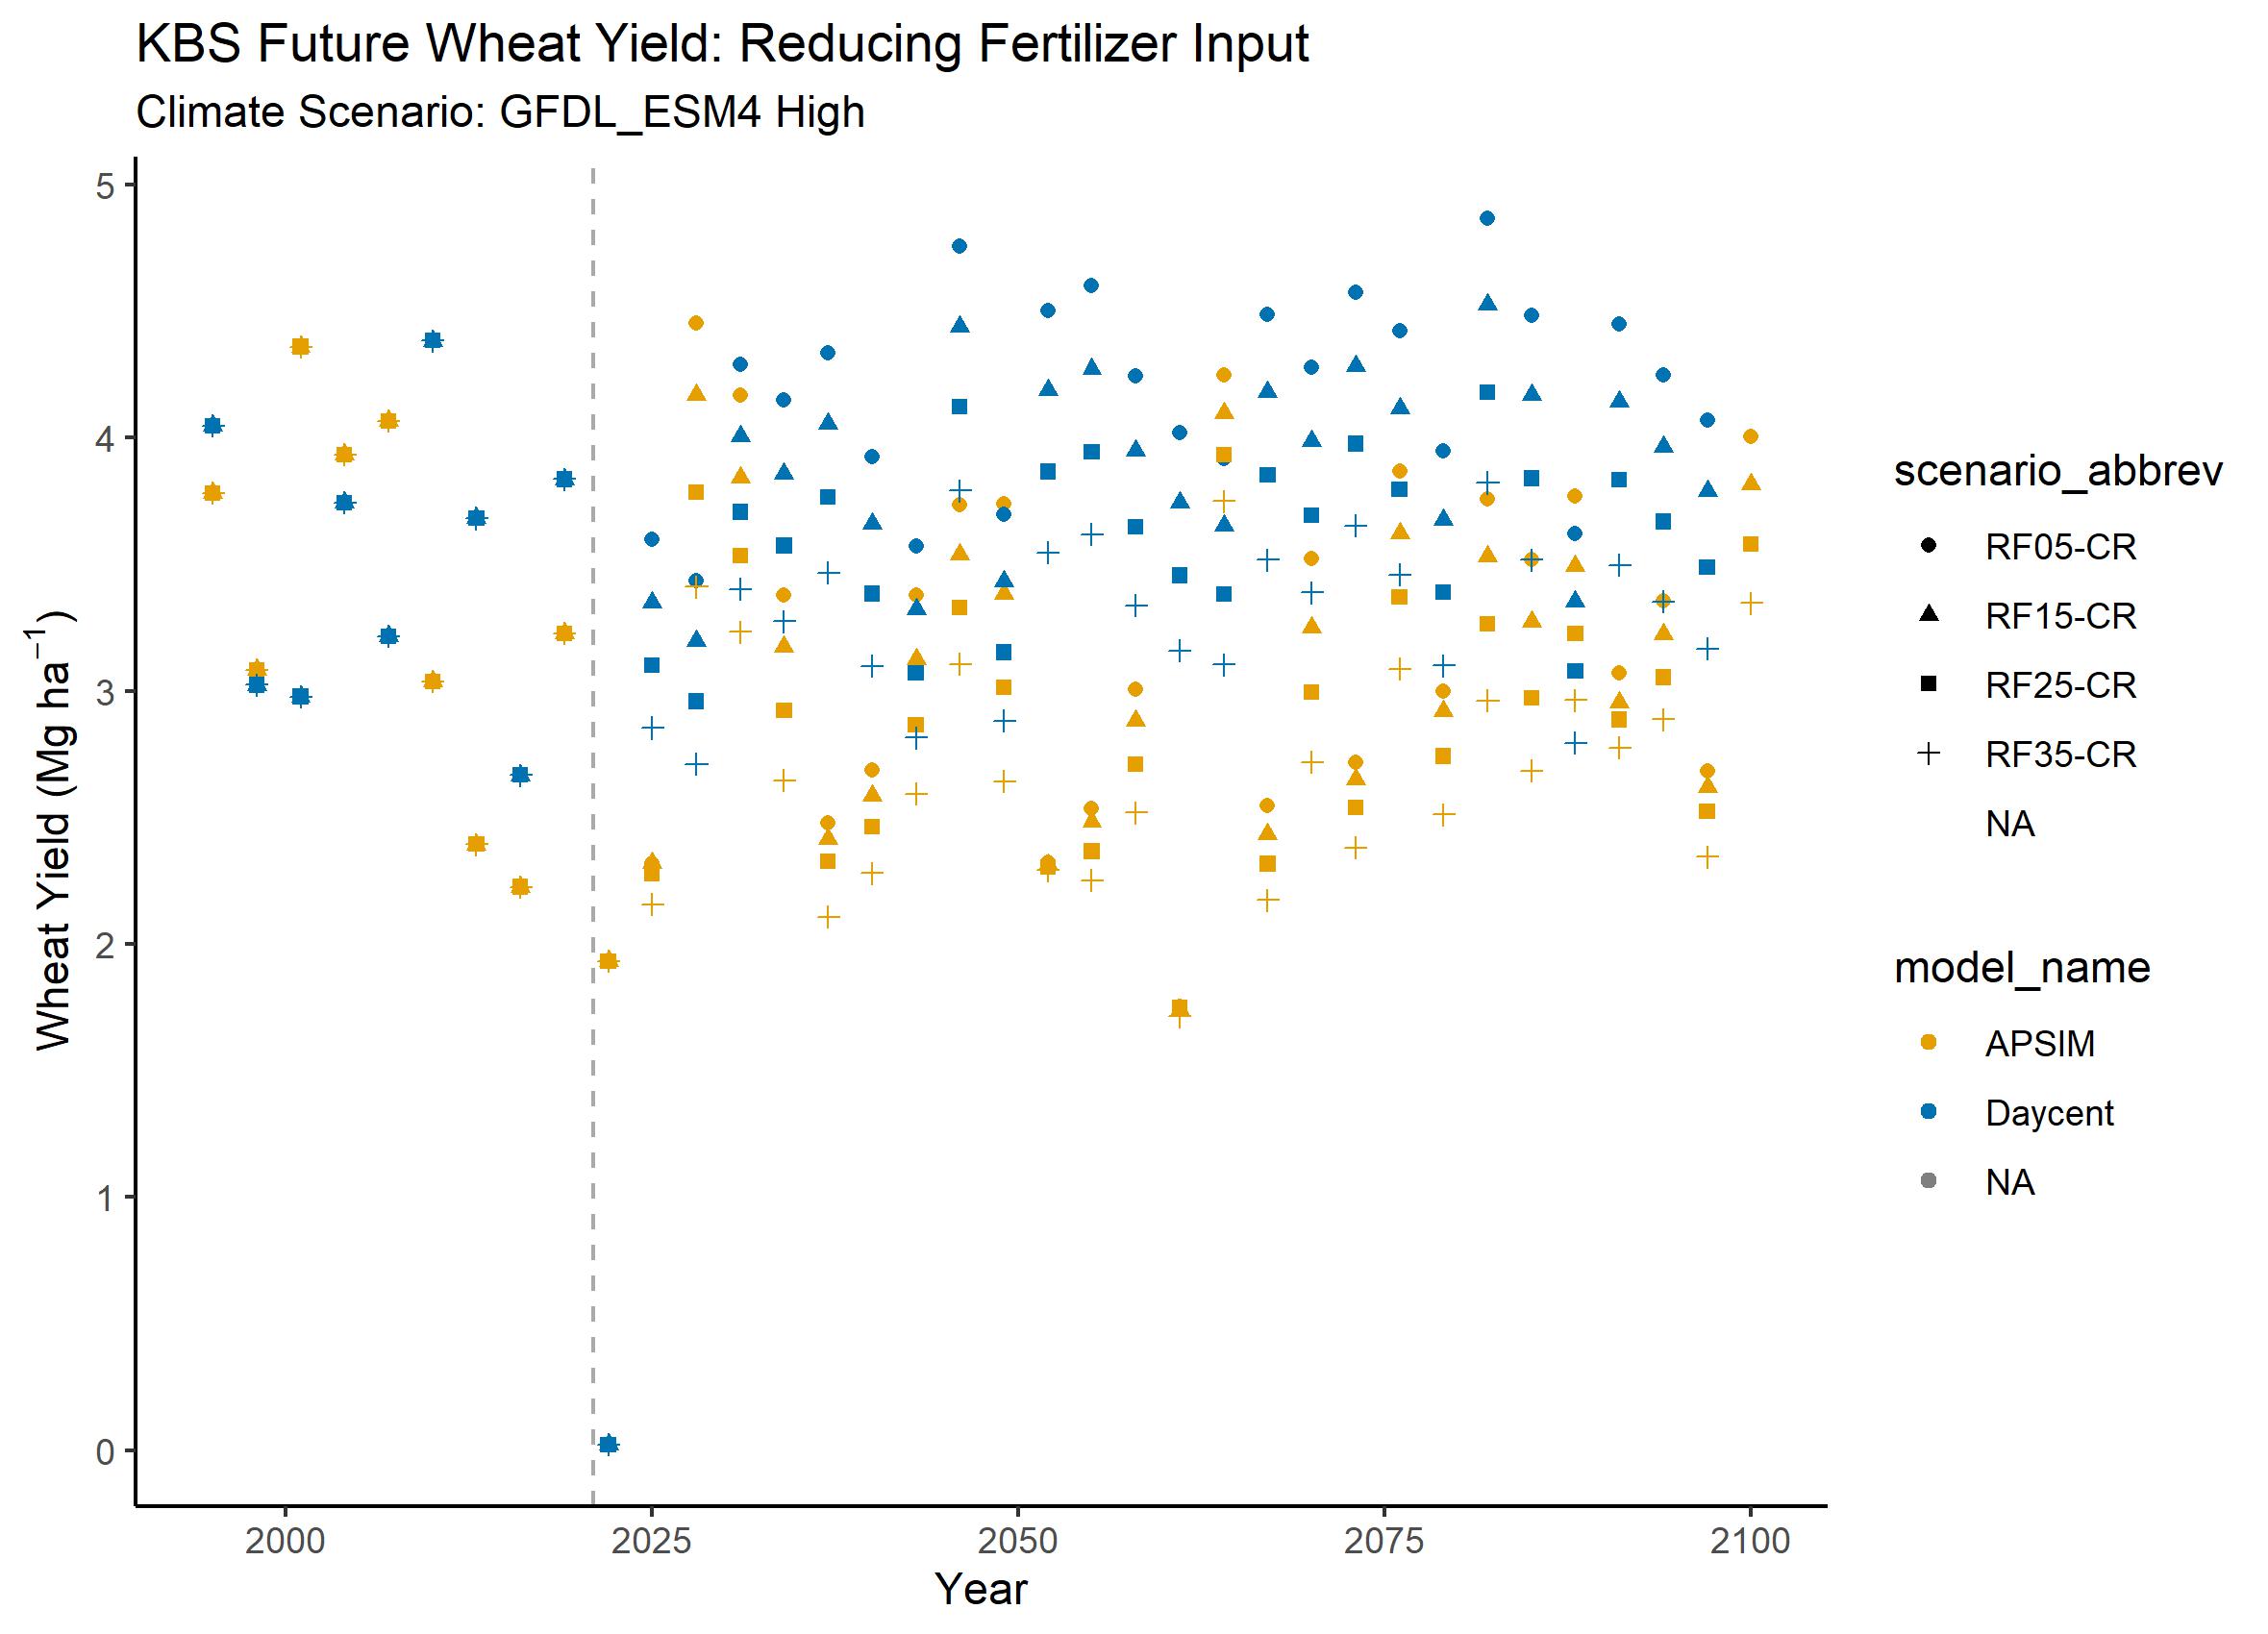 KBS Future Wheat Yield: Reducing Fertilizer Input
Climate Scenario: GFDL_ESM4 High
Wheat Yield (Mg ha⁻¹)
5
4
3
2
1
0
2000
2025
2050
2075
2100
Year
scenario_abbrev
RF05-CR
RF15-CR
RF25-CR
RF35-CR
NA
model_name
APSIM
Daycent
NA